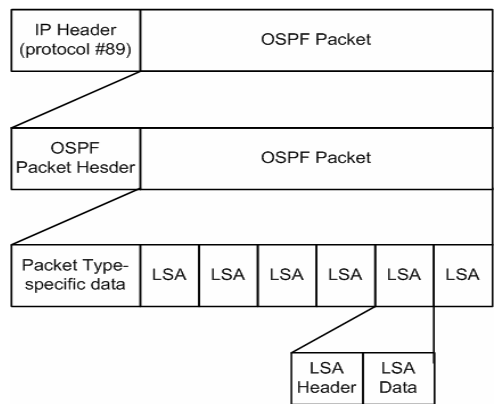 IP Header
(protocol #89)
OSPF Packet
OSPF
Packet Hesder
OSPF Packet
Packet Type-
specific data
LSA
LSA
LSA
LSA
LSA
LSA
LSA
Header
LSA
Data